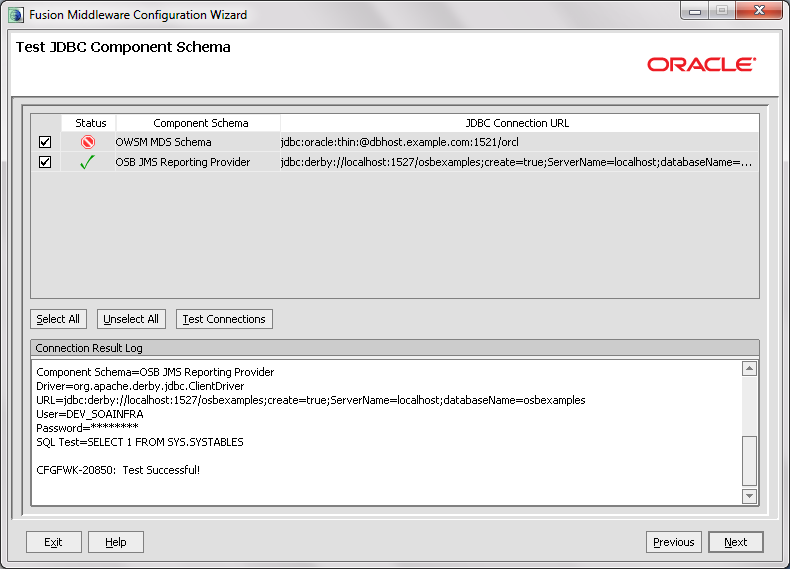 Fusion Middleware Configuration Wizard
Test JDBC Component Schema
ORACLE
Status Component Schema JDBC Connection URL
OWSM MDS Schema jdbc:oracle:thin:@dbhost.example.com:1521/orcl
OSB JMS Reporting Provider jdbc:derby://localhost:1527/osbexamples;create=true;ServerName=localhost;databaseName=...
Select All Unselect All Test Connections
Connection Result Log
Component Schema=OSB JMS Reporting Provider
Driver=org.apache.derby.jdbc.ClientDriver
URL=jdbc:derby://localhost:1527/osbexamples;create=true;ServerName=localhost;databaseName=osbexamples
User=DEV_SOAINFRA
Password=********
SQL Test=SELECT 1 FROM SYS.SYSTABLES
CFGFWK-20850: Test Successful!
Exit Help Previous Next